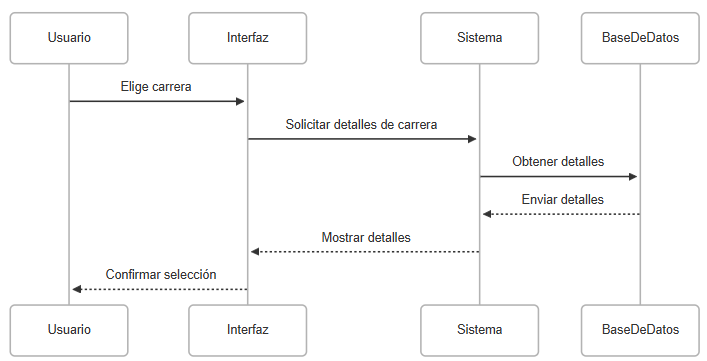 Usuario
Interfaz
Sistema
BaseDeDatos
Elige carrera
Solicitar detalles de carrera
Obtener detalles
Enviar detalles
Mostrar detalles
Confirmar selección
Usuario
Interfaz
Sistema
BaseDeDatos